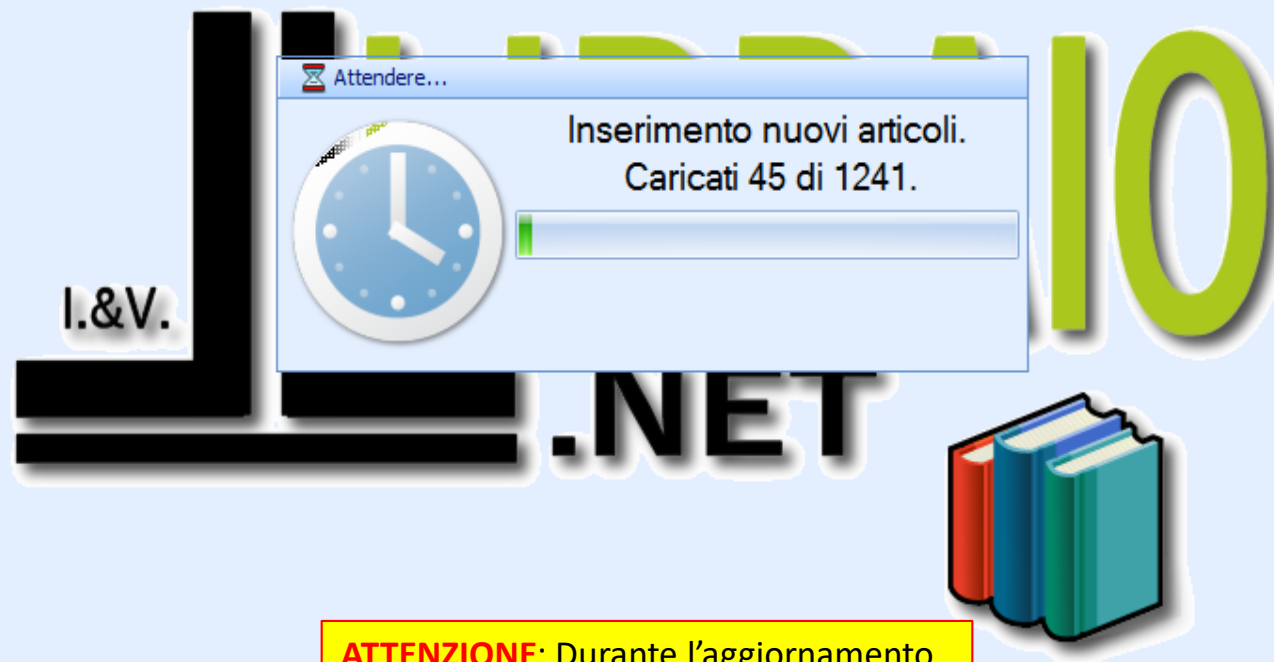 Attendere...
Inserimento nuovi articoli.
Caricati 45 di 1241.
I.&V.
.NET
ATTENZIONE: Durante l'aggiornamento